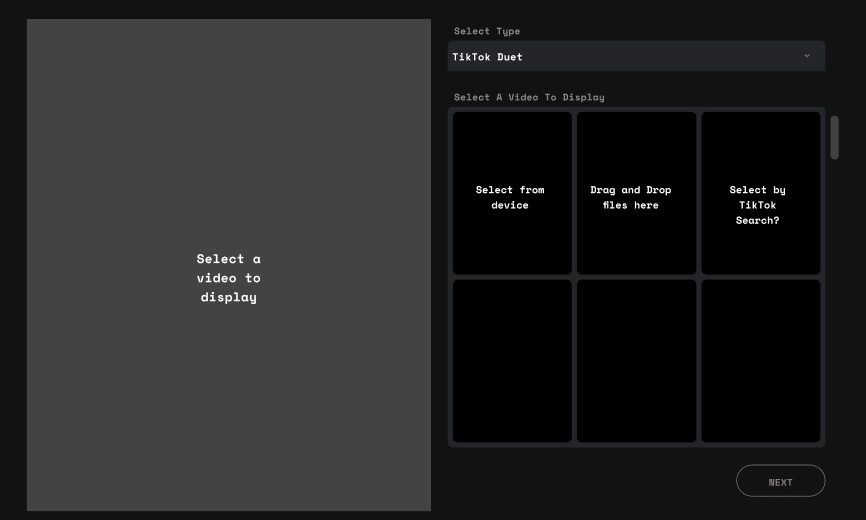 Select Type
TikTok Duet
Select A Video To Display
Select from
device
Drag and Drop
files here
Select by
TikTok
Search?
Select a
video to
display
NEXT